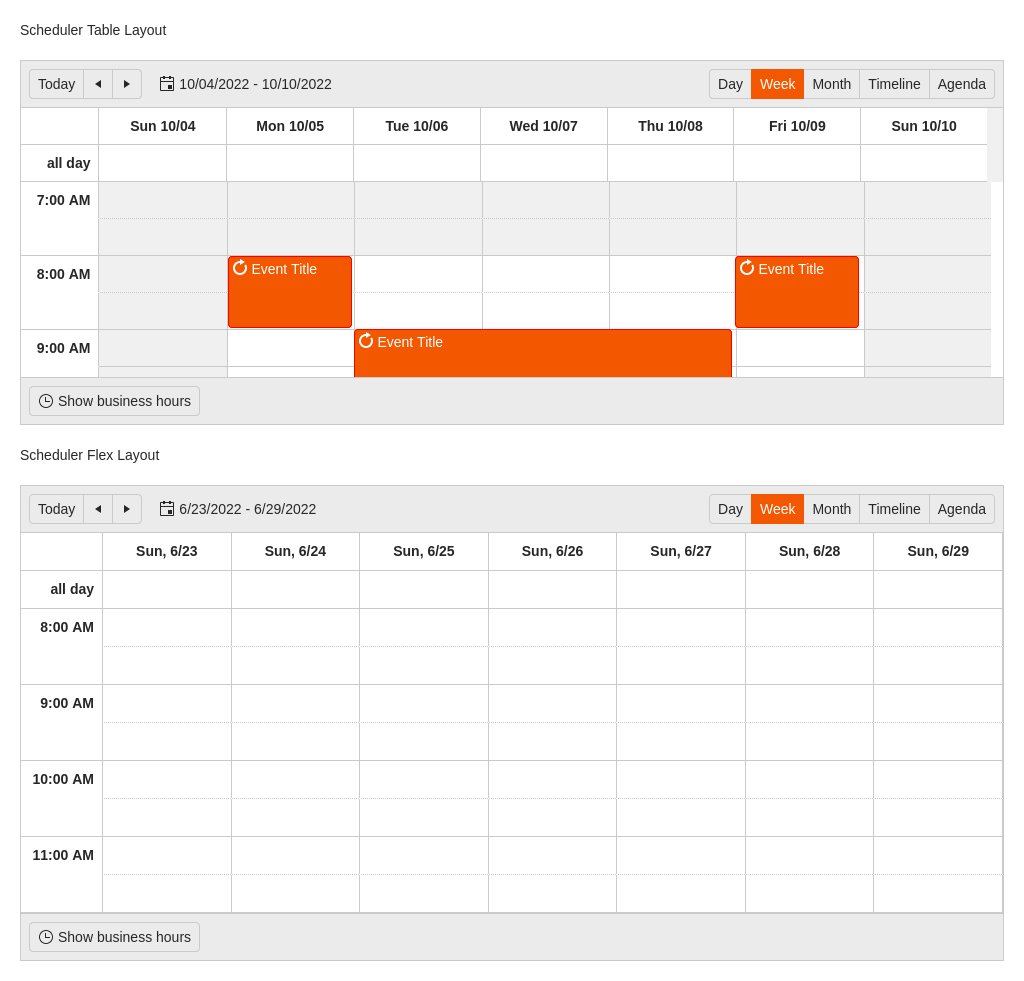 Scheduler Table Layout
Today 10/04/2022 - 10/10/2022 Day Week Month Timeline Agenda
Sun 10/04 Mon 10/05 Tue 10/06 Wed 10/07 Thu 10/08 Fri 10/09 Sun 10/10
all day
7:00 AM
8:00 AM Event Title Event Title
9:00 AM Event Title
Show business hours
Scheduler Flex Layout
Today 6/23/2022 - 6/29/2022 Day Week Month Timeline Agenda
Sun, 6/23 Sun, 6/24 Sun, 6/25 Sun, 6/26 Sun, 6/27 Sun, 6/28 Sun, 6/29
all day
8:00 AM
9:00 AM
10:00 AM
11:00 AM
Show business hours